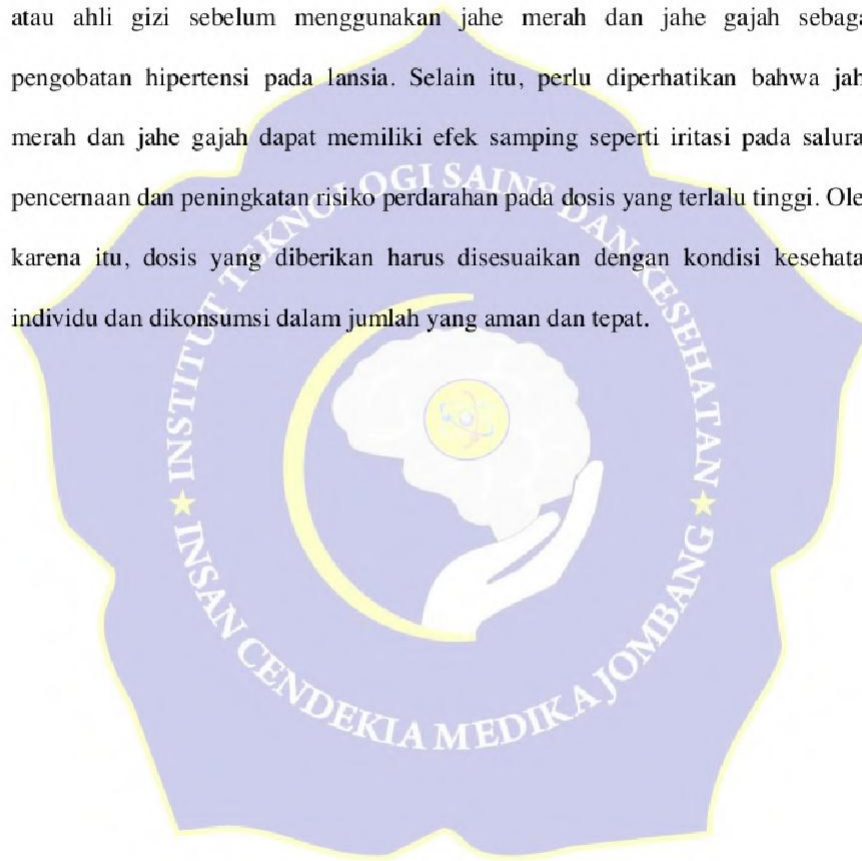 atau ahli gizi sebelum menggunakan jahe merah dan jahe gajah sebaga
pengobatan hipertensi pada lansia. Selain itu, perlu diperhatikan bahwa jah
merah dan jahe gajah dapat memiliki efek samping seperti iritasi pada salura
pencernaan dan peningkatan risiko perdarahan pada dosis yang terlalu tinggi. Ole
karena itu, dosis yang diberikan harus disesuaikan dengan kondisi kesehata
individu dan dikonsumsi dalam jumlah yang aman dan tepat.
INSTITUT TEKNOLOGI SAINS DAN KESEHATAN
INSAN CENDEKIA MEDIKA JOMBANG